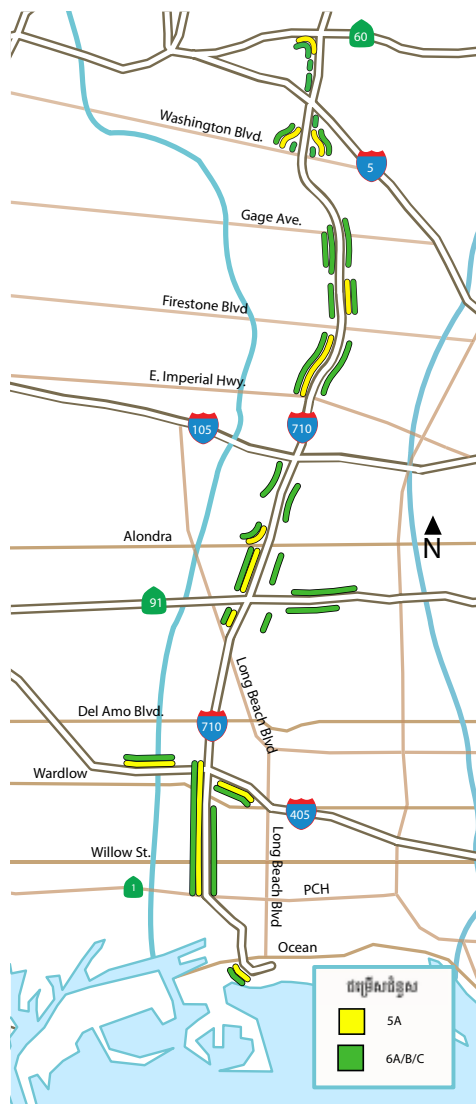 60
Washington Blvd.
5
Gage Ave.
Firestone Blvd
E. Imperial Hwy.
105
710
Alondra
N
91
Long Beach Blvd
Del Amo Blvd.
710
Wardlow
405
Long Beach Blvd
Willow St.
1
PCH
Ocean
ជម្រើសជំនួស
5A
6A/B/C